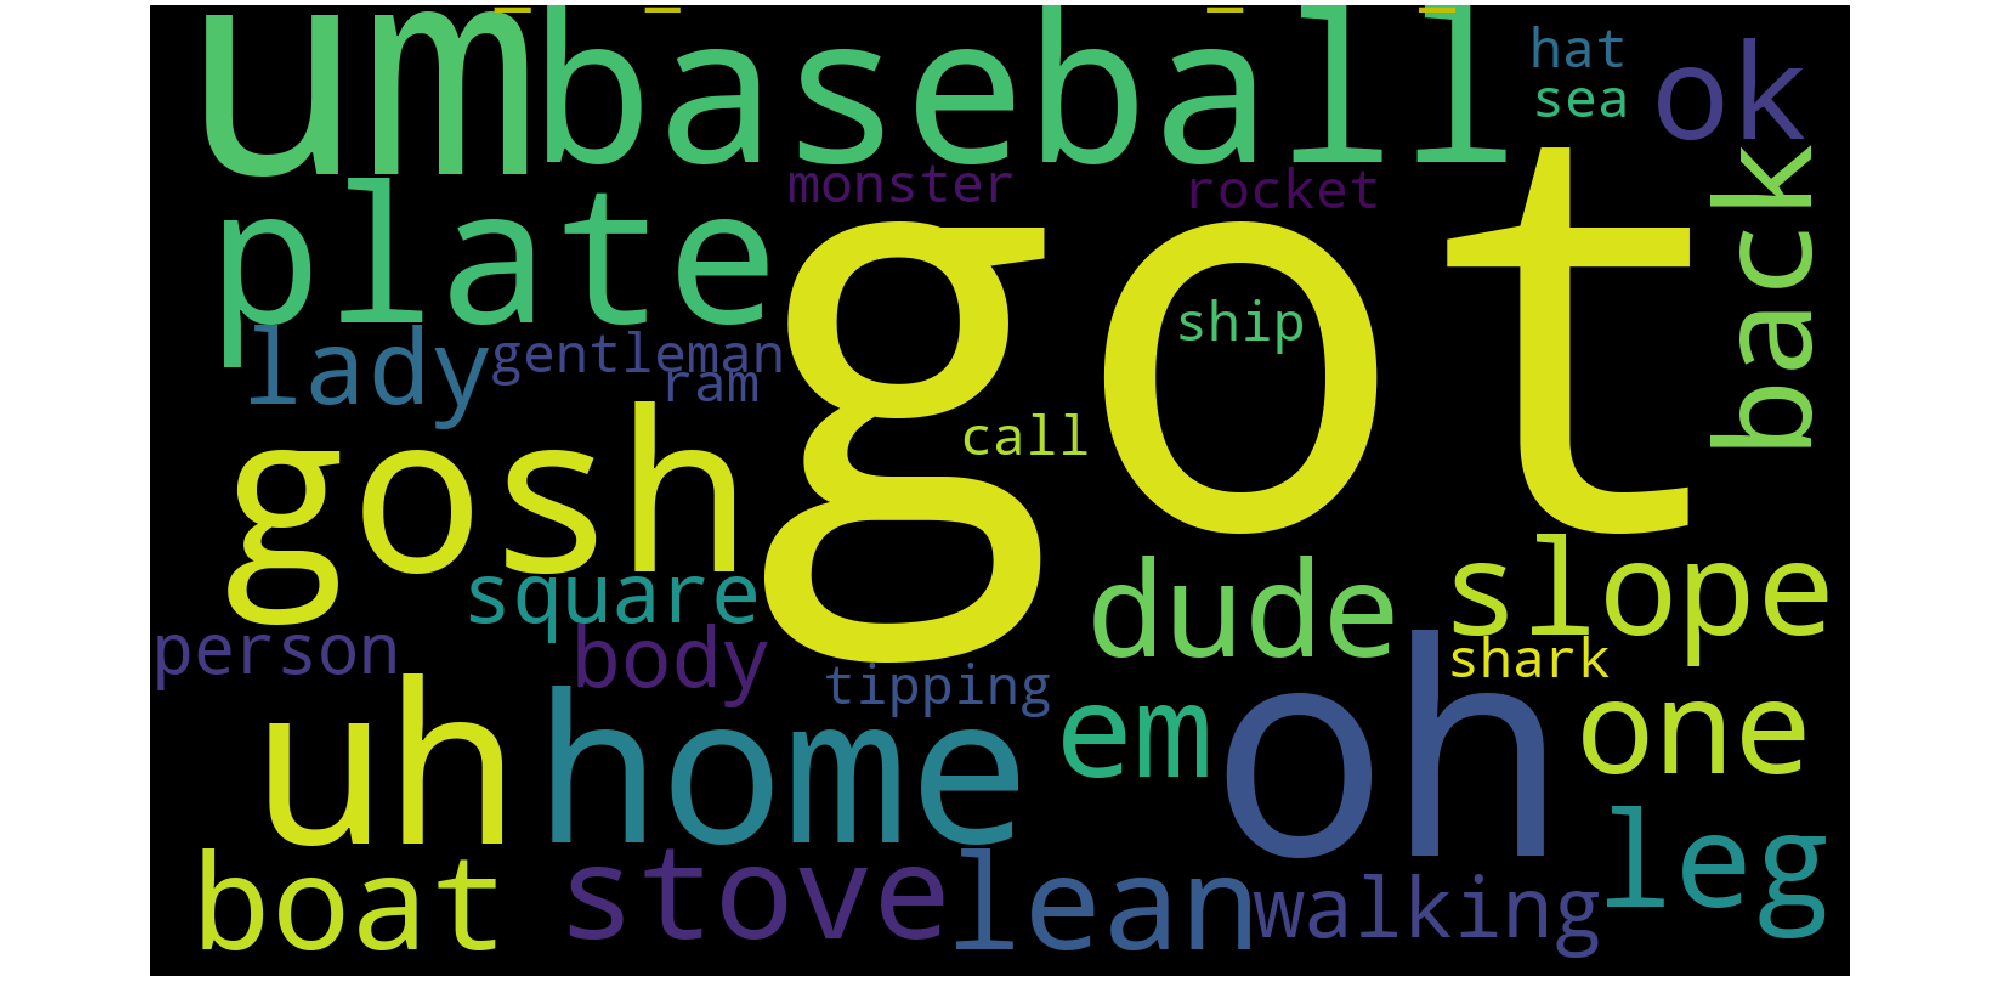 um baseball hat
sea
ok
monster rocket
plate
got
back
ship
lady gentleman
ram
call
gosh
square
dude
slope
person
body
shark
tipping
uh home
em
oh
one
boat
stove
lean
walking
leg